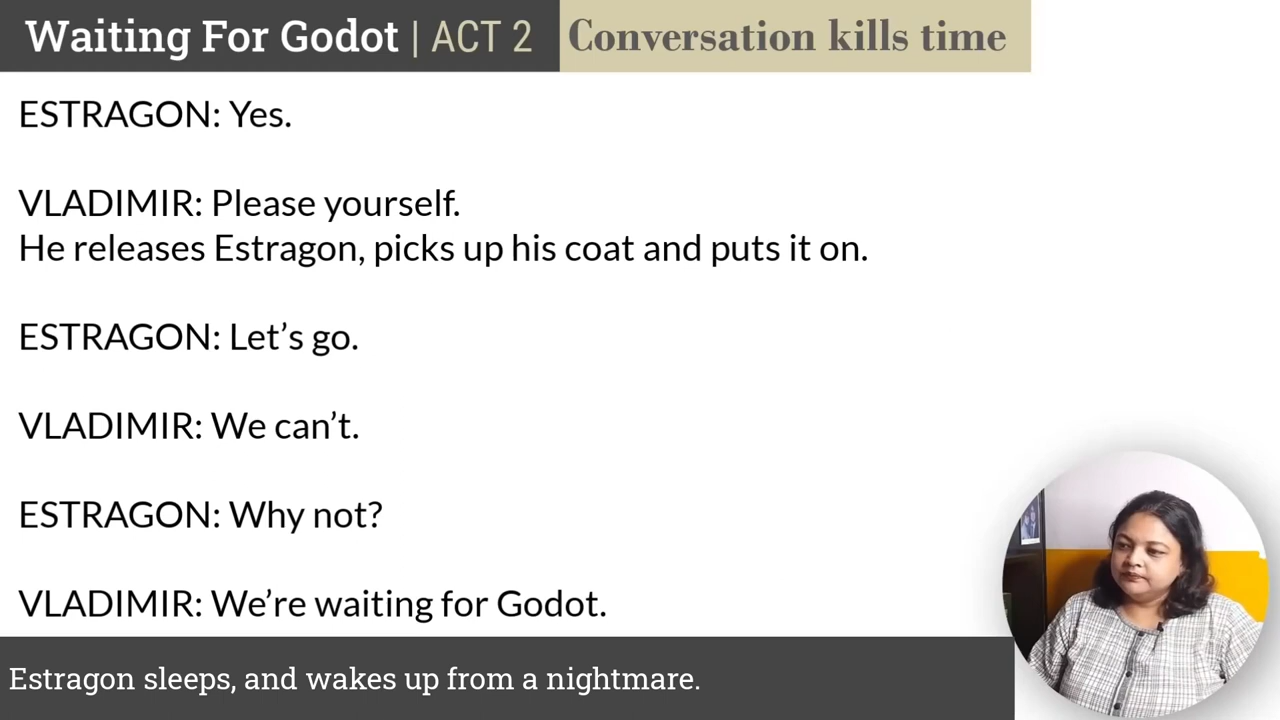 Waiting For Godot | ACT 2 Conversation kills time
ESTRAGON: Yes.
VLADIMIR: Please yourself.
He releases Estragon, picks up his coat and puts it on.
ESTRAGON: Let’s go.
VLADIMIR: We can’t.
ESTRAGON: Why not?
VLADIMIR: We’re waiting for Godot.
Estragon sleeps, and wakes up from a nightmare.